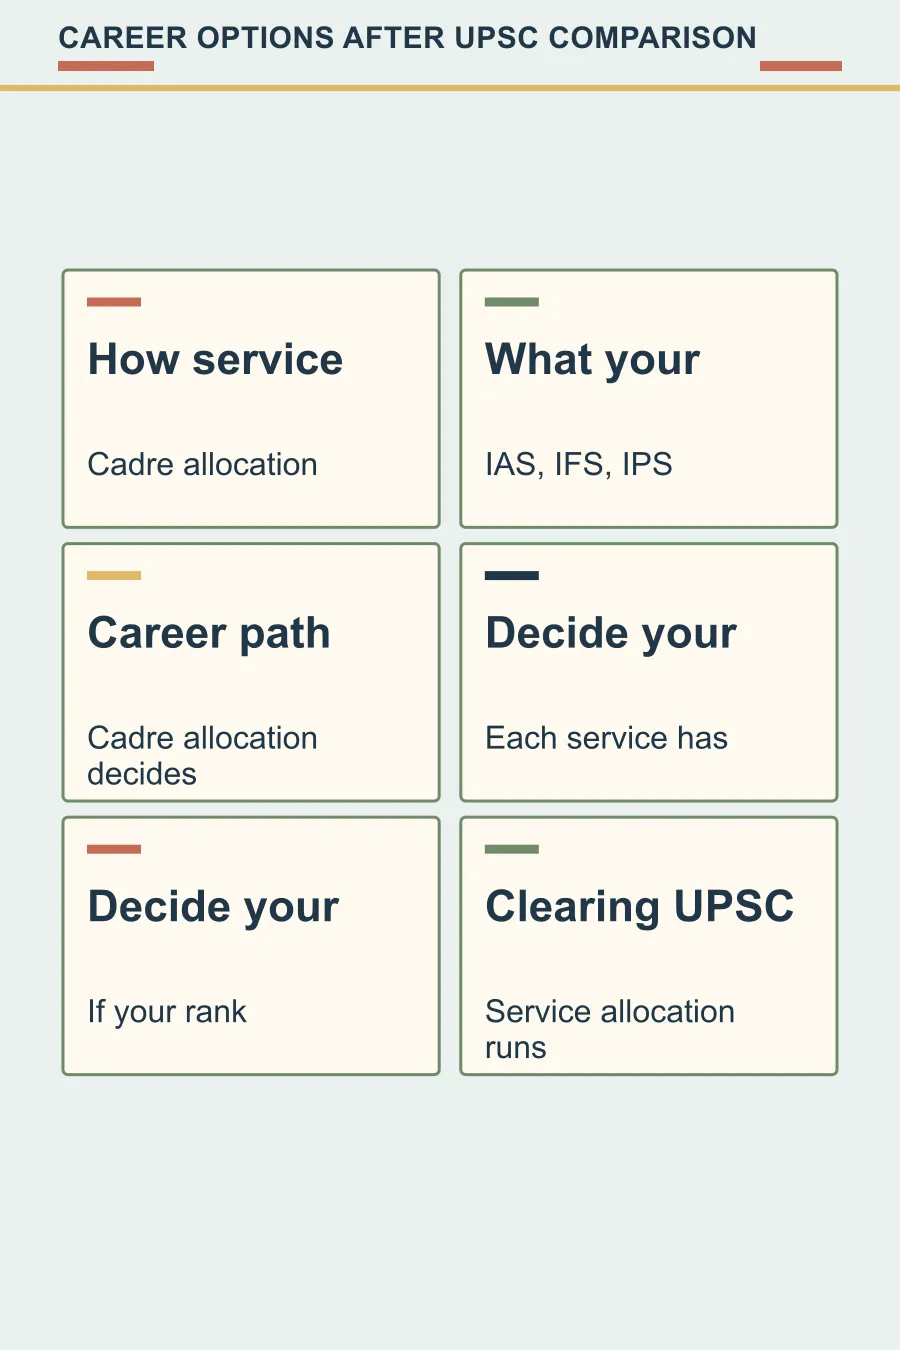 CAREER OPTIONS AFTER UPSC COMPARISON
How service
Cadre allocation
What your
IAS, IFS, IPS
Career path
Cadre allocation
decides
Decide your
Each service has
Decide your
If your rank
Clearing UPSC
Service allocation
runs